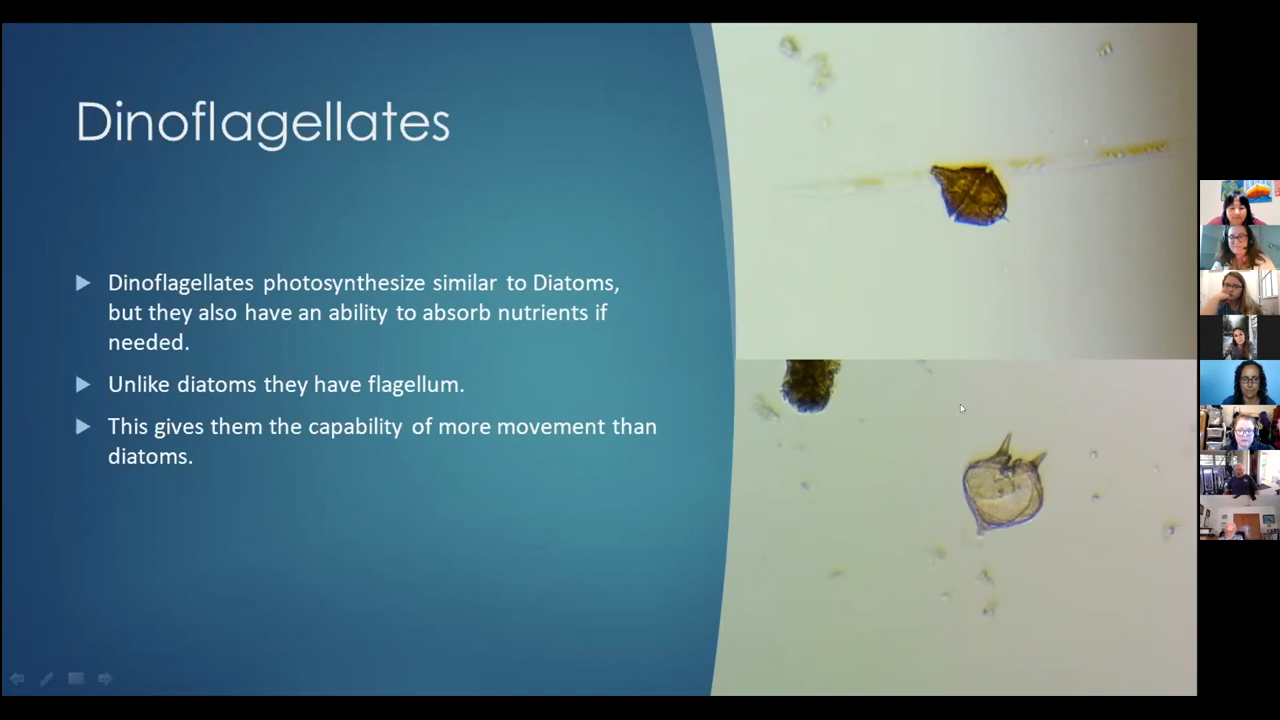 Dinoflagellates
Dinoflagellates photosynthesize similar to Diatoms,
but they also have an ability to absorb nutrients if
needed.
Unlike diatoms they have flagellum.
This gives them the capability of more movement than
diatoms.